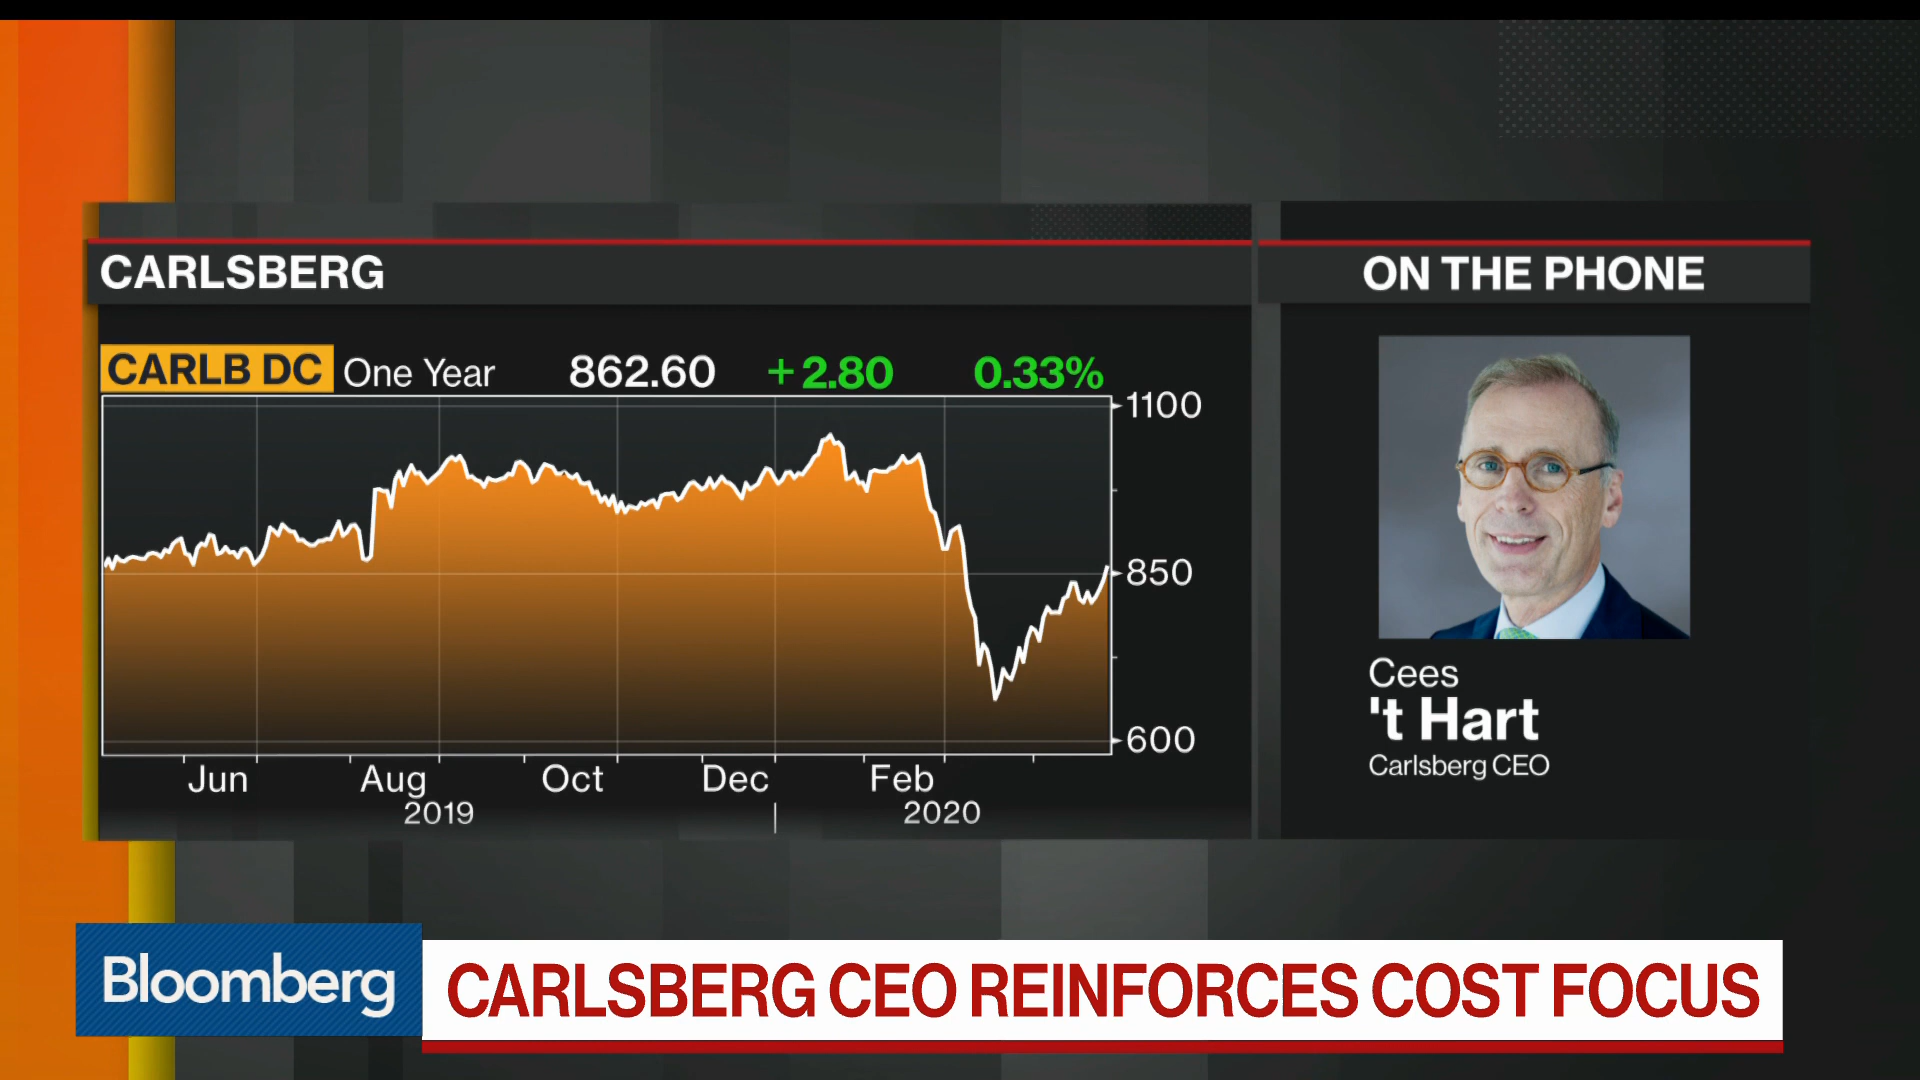 CARLSBERG
CARLB DC One Year 862.60 +2.80 0.33%
1100
850
600
Jun Aug Oct Dec Feb
2019 2020
ON THE PHONE
Cees
't Hart
Carlsberg CEO
Bloomberg
CARLSBERG CEO REINFORCES COST FOCUS